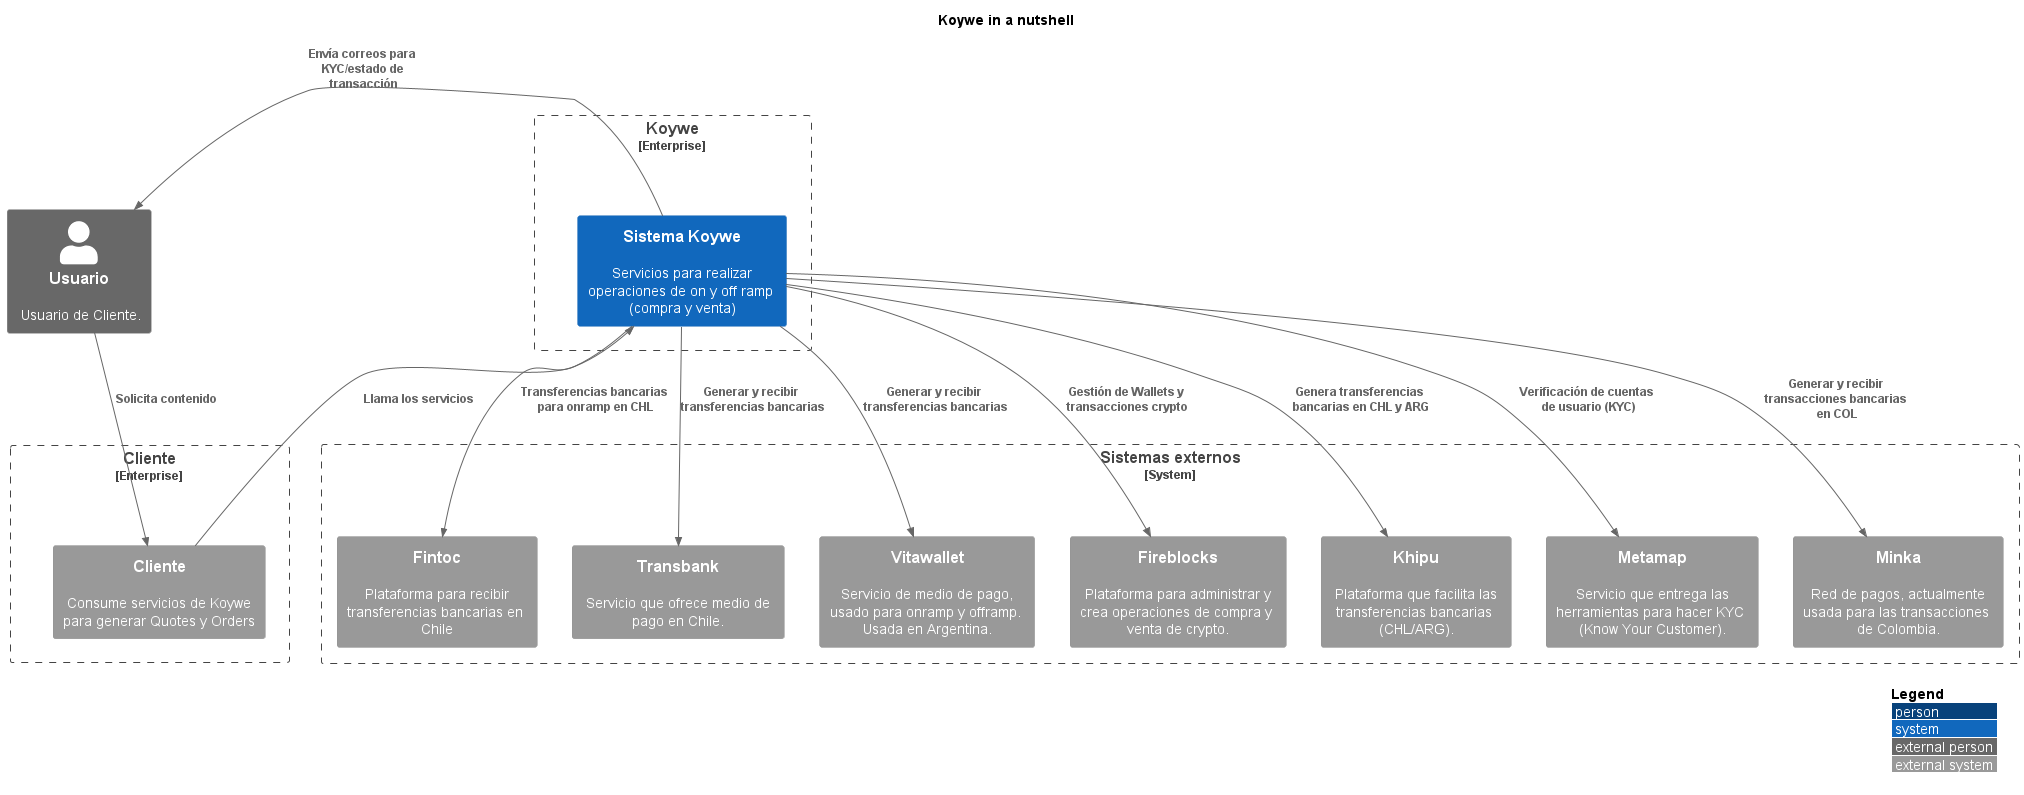 Koywe in a nutshell
Envía correos para
KYC/estado de
transacción
Koywe
[Enterprise]
Usuario
Usuario de Cliente.
Sistema Koywe
Servicios para realizar
operaciones de on y off ramp
(compra y venta)
Solicita contenido
Llama los servicios
Transferencias bancarias
para onramp en CHL
Generar y recibir
transferencias bancarias
Generar y recibir
transferencias bancarias
Gestión de Wallets y
transacciones crypto
Genera transferencias
bancarias en CHL y ARG
Verificación de cuentas
de usuario (KYC)
Generar y recibir
transacciones bancarias
en COL
Cliente
[Enterprise]
Sistemas externos
[System]
Cliente
Consume servicios de Koywe
para generar Quotes y Orders
Fintoc
Plataforma para recibir
transferencias bancarias en
Chile
Transbank
Servicio que ofrece medio de
pago en Chile.
Vitawallet
Servicio de medio de pago,
usado para onramp y offramp.
Usada en Argentina.
Fireblocks
Plataforma para administrar y
crea operaciones de compra y
venta de crypto.
Khipu
Plataforma que facilita las
transferencias bancarias
(CHL/ARG).
Metamap
Servicio que entrega las
herramientas para hacer KYC
(Know Your Customer).
Minka
Red de pagos, actualmente
usada para las transacciones
de Colombia.
Legend
person
system
external person
external system